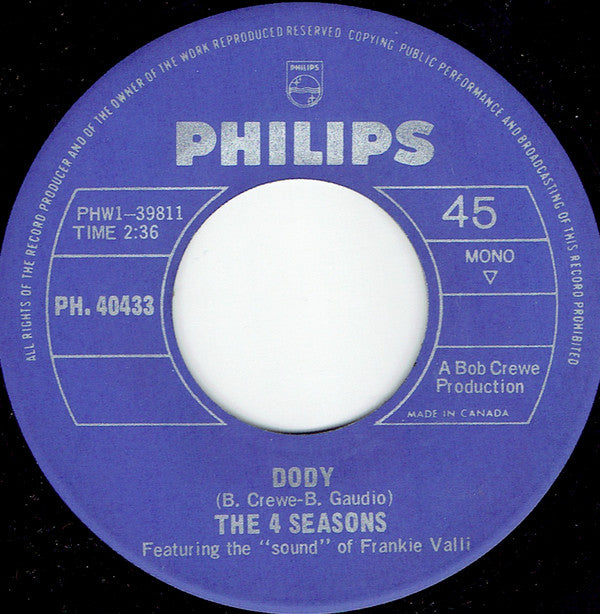 ALL RIGHTS OF THE RECORD PRODUCER AND OF THE OWNER OF THE WORK REPRODUCED RESERVED COPYING PUBLIC PERFORMANCE AND BROADCASTING OF THIS RECORD PROHIBITED
PHILIPS
PHILIPS
PHW1-39811
TIME 2:36
PH. 40433
45
MONO
A Bob Crewe
Production
MADE IN CANADA
DODY
(B. Crewe-B. Gaudio)
THE 4 SEASONS
Featuring the "sound" of Frankie Valli